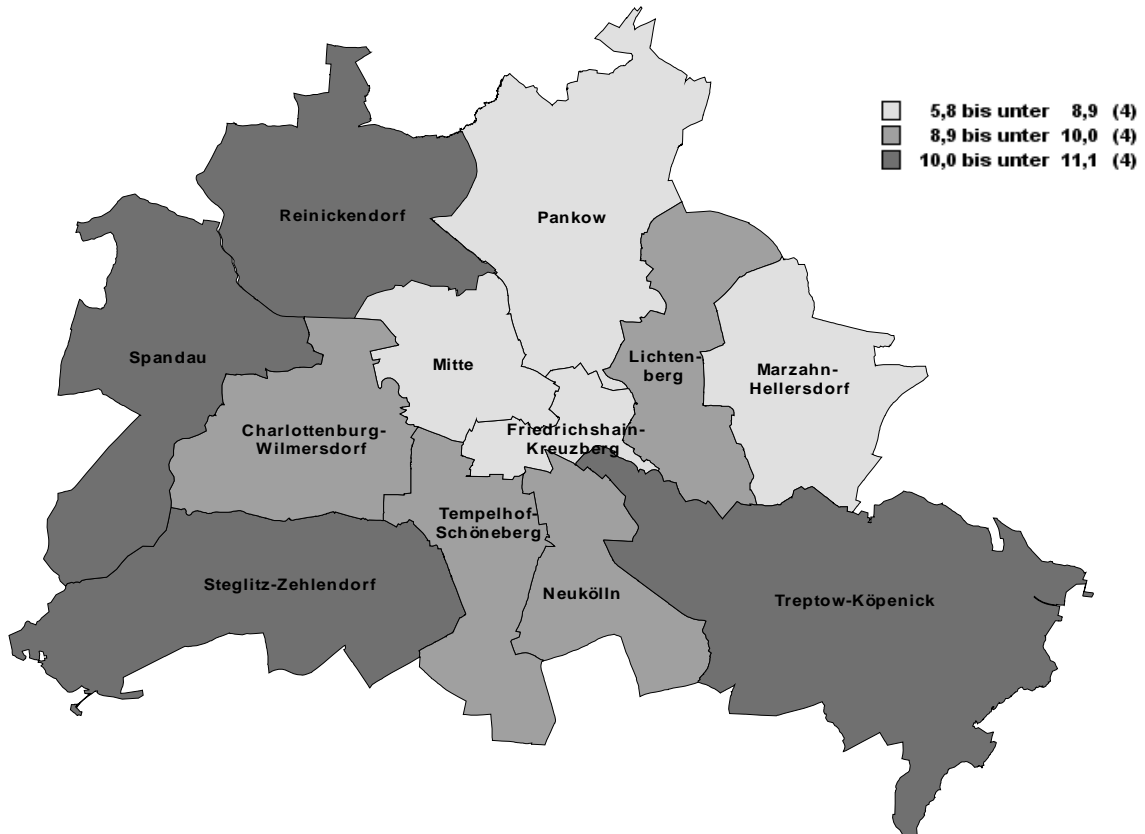 5,8 bis unter 8,9 (4)
8,9 bis unter 10,0 (4)
10,0 bis unter 11,1 (4)
Reinickendorf
Pankow
Spandau
Mitte
Lichten-
berg
Marzahn-
Hellersdorf
Charlottenburg-
Wilmersdorf
Friedrichshain-
Kreuzberg
Tempelhof-
Schöneberg
Steglitz-Zehlendorf
Neukölln
Treptow-Köpenick